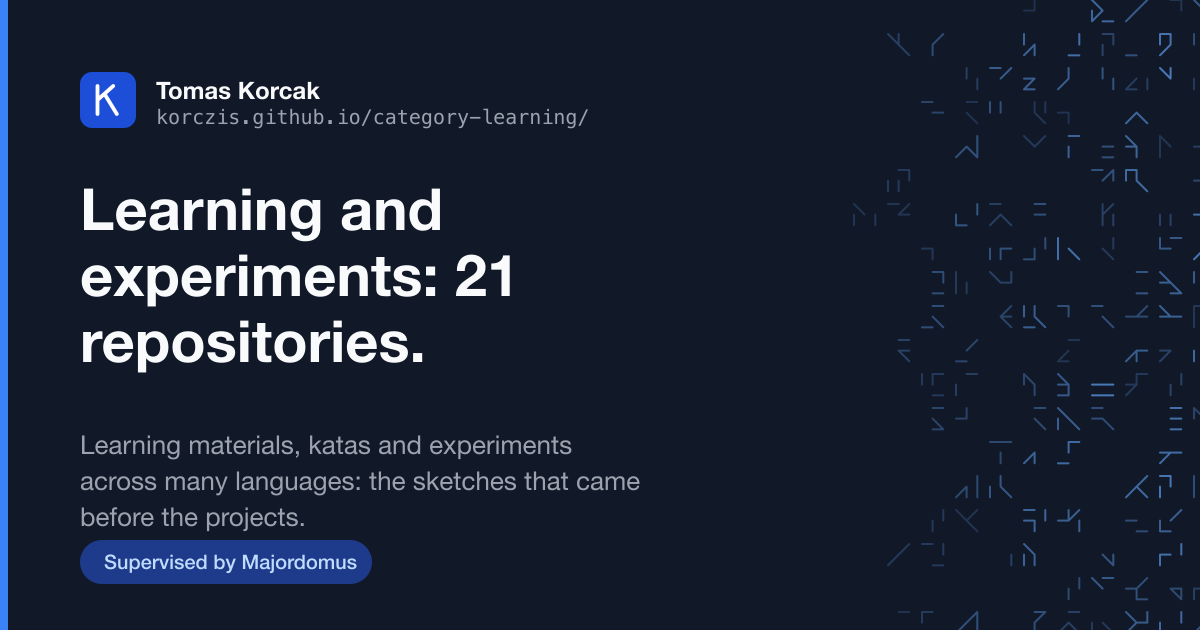 K
Tomas Korcak
korczis.github.io/category-learning/
Learning and
experiments: 21
repositories.
Learning materials, katas and experiments
across many languages: the sketches that came
before the projects.
Supervised by Majordomus